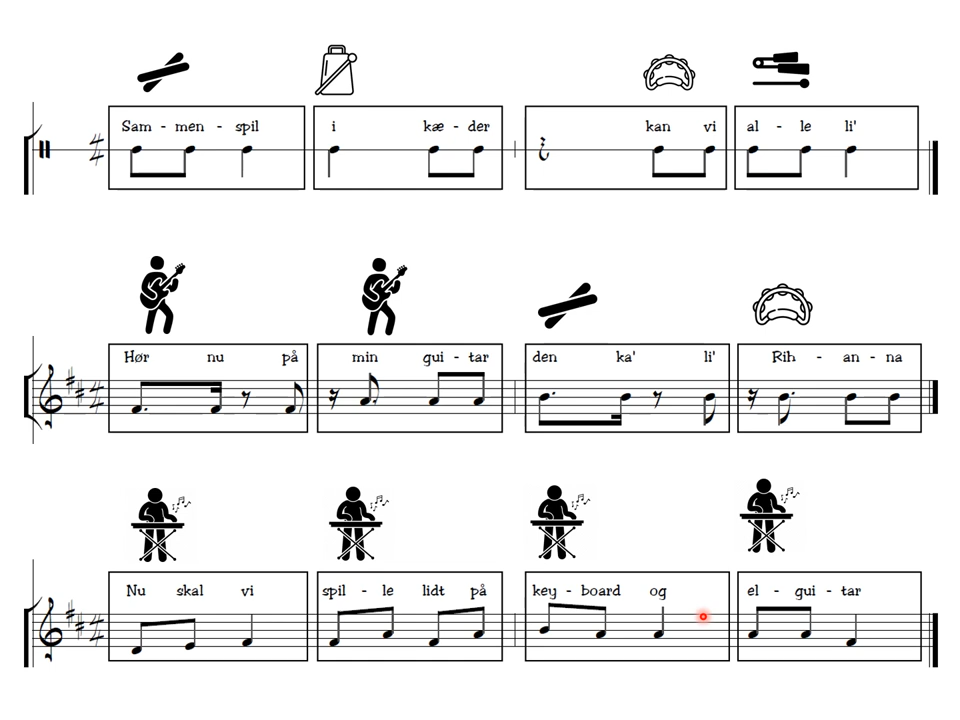 Sam - men - spil i kæ - der kan vi al - le li'
Hør nu på min gui - tar den ka' li' Rih - an - na
Nu skal vi spil - le lidt på key - board og el - gui - tar